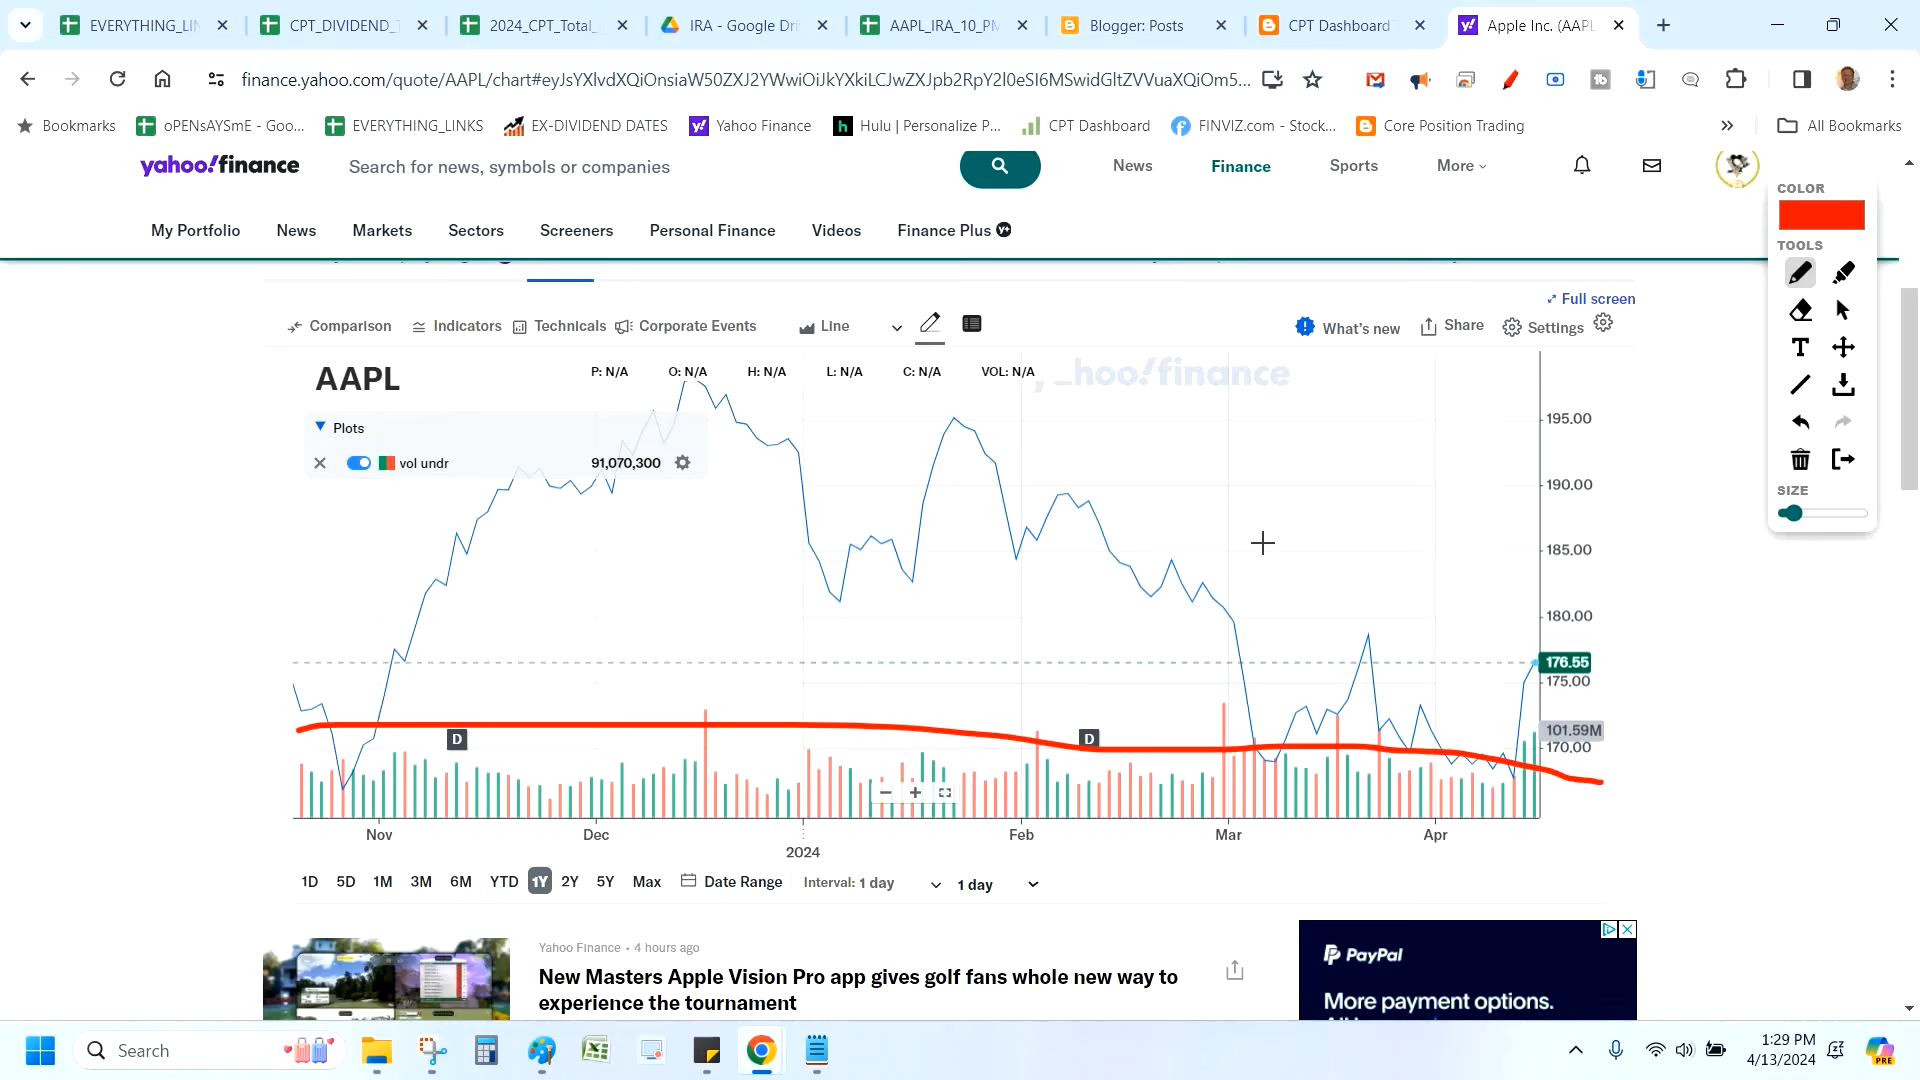 EVERYTHING_LIN
CPT_DIVIDEND_T
2024_CPT_Total_
IRA - Google Dri
AAPL_IRA_10_PM
Blogger: Posts
CPT Dashboard
Apple Inc. (AAPL
finance.yahoo.com/quote/AAPL/chart#eyJsYXlvdXQiOnsiaW50ZXJ2YWwiOiJkYXkiLCJwZXJpb2RpY2l0eSI6MSwidGltZVVuaXQiOm5...
Bookmarks
oPENsAYSmE - Goo...
EVERYTHING_LINKS
EX-DIVIDEND DATES
Yahoo Finance
Hulu | Personalize P...
CPT Dashboard
FINVIZ.com - Stock...
Core Position Trading
All Bookmarks
yahoo!finance
Search for news, symbols or companies
News
Finance
Sports
More
COLOR
TOOLS
SIZE
My Portfolio
News
Markets
Sectors
Screeners
Personal Finance
Videos
Finance Plus
Full screen
Comparison
Indicators
Technicals
Corporate Events
Line
What's new
Share
Settings
AAPL
P: N/A
O: N/A
H: N/A
L: N/A
C: N/A
VOL: N/A
hoo!finance
Plots
vol undr
91,070,300
195.00
190.00
185.00
180.00
176.55
175.00
101.59M
170.00
D
D
Nov
Dec
2024
Feb
Mar
Apr
1D
5D
1M
3M
6M
YTD
1Y
2Y
5Y
Max
Date Range
Interval: 1 day
1 day
Yahoo Finance • 4 hours ago
New Masters Apple Vision Pro app gives golf fans whole new way to
experience the tournament
PayPal
More payment options.
Search
1:29 PM
4/13/2024
PRE